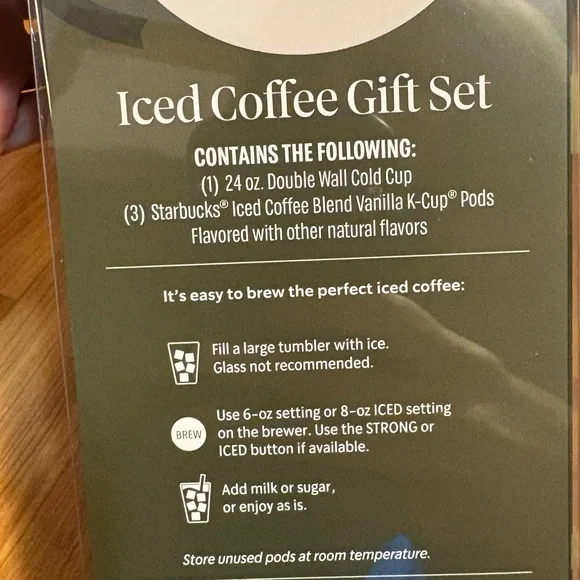 Iced Coffee Gift Set
CONTAINS THE FOLLOWING:
(1) 24 oz. Double Wall Cold Cup
(3) Starbucks® Iced Coffee Blend Vanilla K-Cup® Pods
Flavored with other natural flavors
It's easy to brew the perfect iced coffee:
Fill a large tumbler with ice.
Glass not recommended.
BREW
Use 6-oz setting or 8-oz ICED setting
on the brewer. Use the STRONG or
ICED button if available.
Add milk or sugar,
or enjoy as is.
Store unused pods at room temperature.